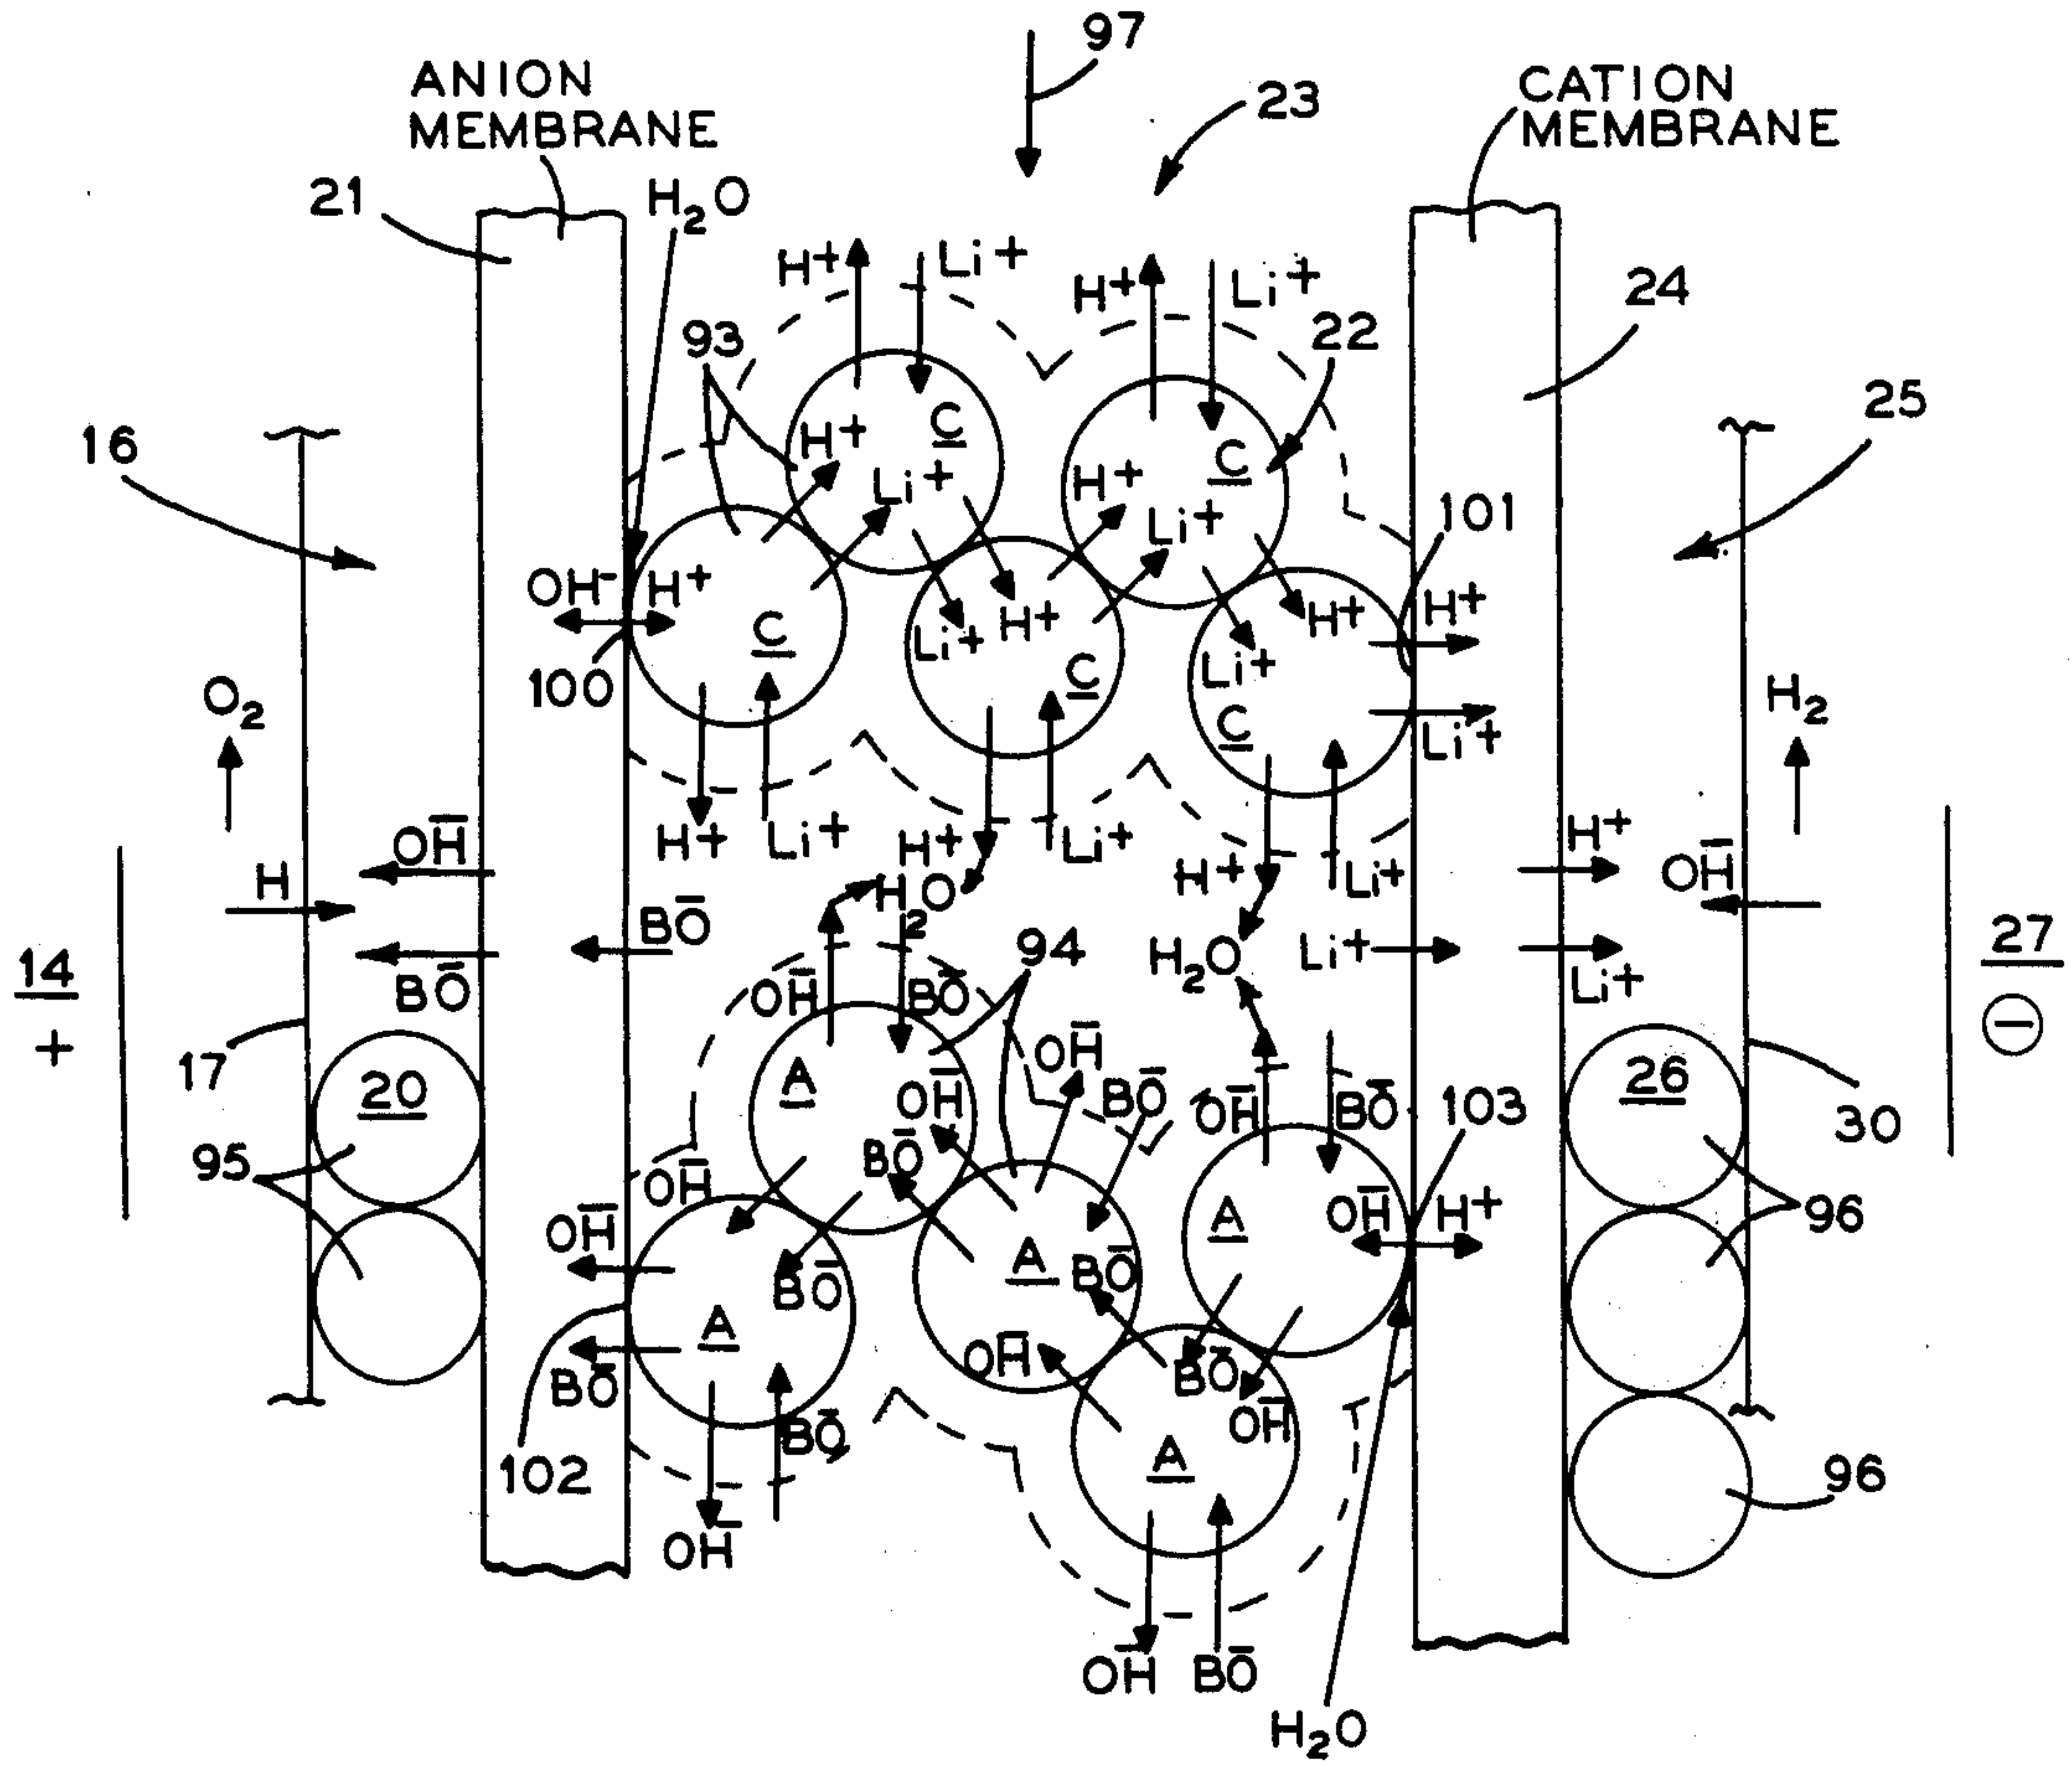 97
ANION
MEMBRANE
CATION
MEMBRANE
23
21
H₂O
H+
Li+
H+
Li+
24
93
22
25
16
C
H+
Li+
C
H+
Li+
101
OH⁻
H+
C
H+
Li+
C
H+
H+
Li+
C
Li+
100
O₂
H₂
H+
Li+
H+
Li+
H+
Li+
H+
OH̅
H
OH̅
H₂O
BO̅
94
H₂O
Li+
Li+
14
+
27
⊖
BO̅
OH̅
BO̅
17
20
A
OH̅
OH̅
BO̅
OH̅
BO̅
103
26
30
95
BO̅
OH̅
OH̅
A
OH̅
H+
96
A
BO̅
BO̅
A
OH̅
BO̅
OH̅
BO̅
BO̅
102
A
96
OH̅
OH̅
BO̅
H₂O